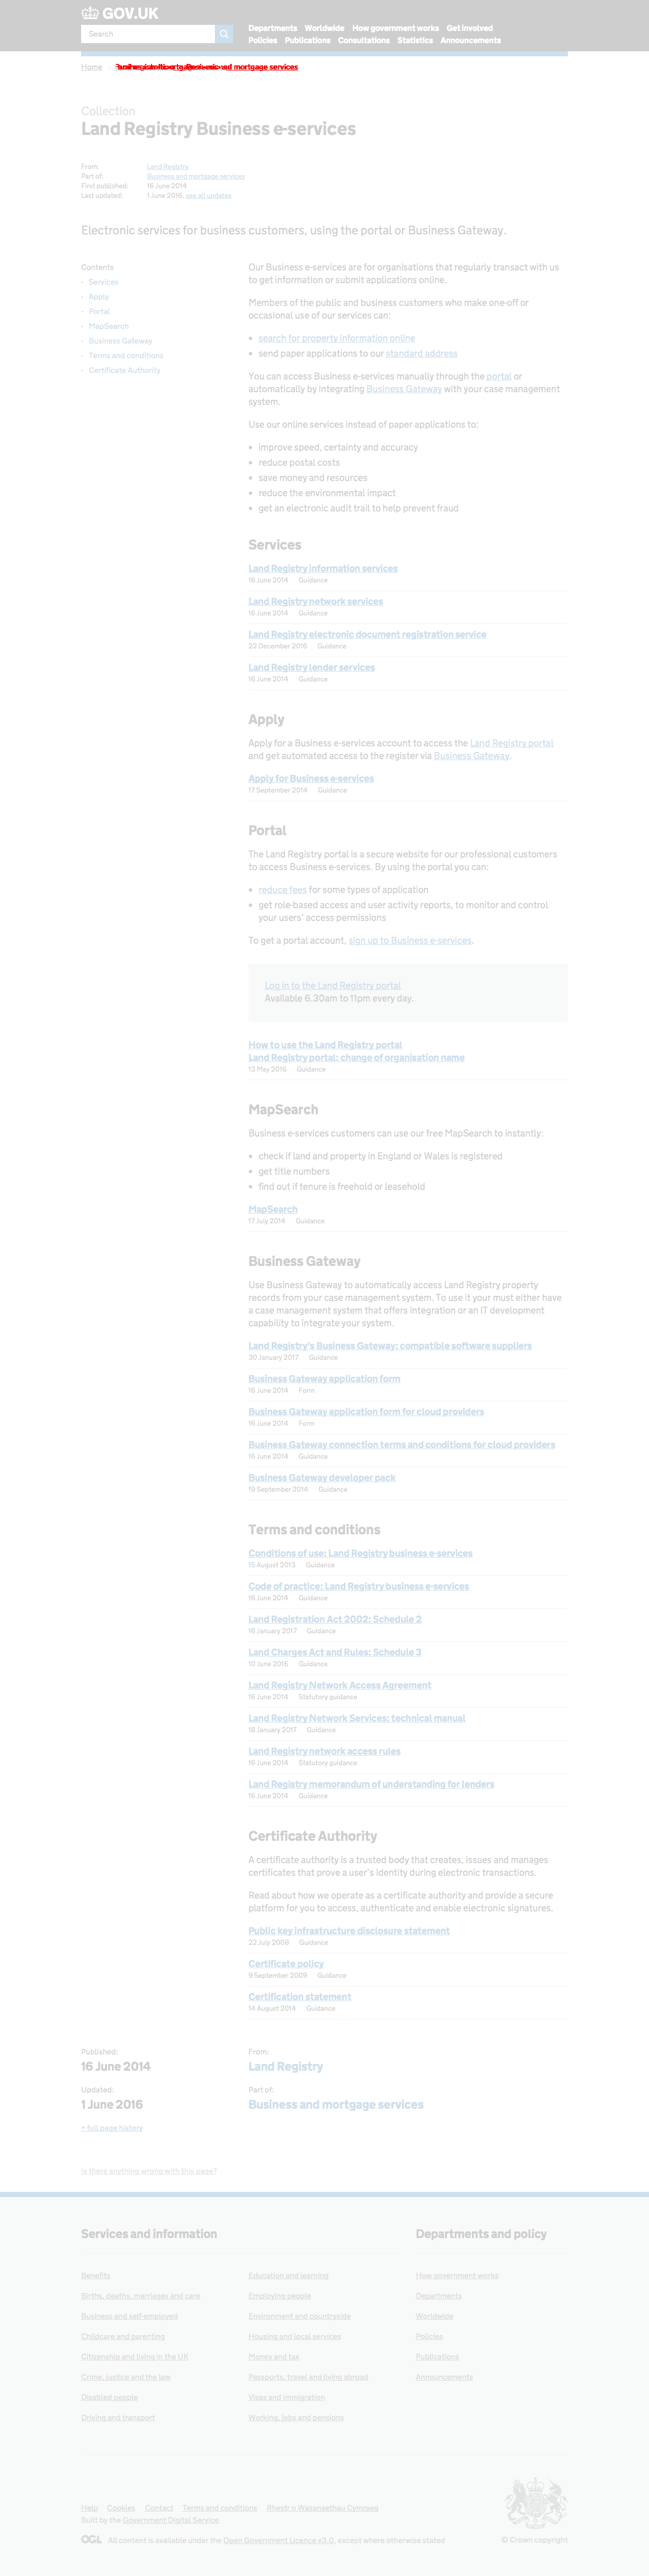 GOV.UK
Search
Departments Worldwide How government works Get involved
Policies Publications Consultations Statistics Announcements
Home
Collection
Land Registry Business e-services
From: Land Registry
Part of: Business and mortgage services
First published: 16 June 2014
Last updated: 1 June 2016, see all updates
Electronic services for business customers, using the portal or Business Gateway.
Contents
Services
Apply
Portal
MapSearch
Business Gateway
Terms and conditions
Certificate Authority
Our Business e-services are for organisations that regularly transact with us
to get information or submit applications online.
Members of the public and business customers who make one-off or
occasional use of our services can:
search for property information online
send paper applications to our standard address
You can access Business e-services manually through the portal or
automatically by integrating Business Gateway with your case management
system.
Use our online services instead of paper applications to:
improve speed, certainty and accuracy
reduce postal costs
save money and resources
reduce the environmental impact
get an electronic audit trail to help prevent fraud
Services
Land Registry information services
16 June 2014 Guidance
Land Registry network services
16 June 2014 Guidance
Land Registry electronic document registration service
22 December 2016 Guidance
Land Registry lender services
16 June 2014 Guidance
Apply
Apply for a Business e-services account to access the Land Registry portal
and get automated access to the register via Business Gateway.
Apply for Business e-services
17 September 2014 Guidance
Portal
The Land Registry portal is a secure website for our professional customers
to access Business e-services. By using the portal you can:
reduce fees for some types of application
get role-based access and user activity reports, to monitor and control
your users' access permissions
To get a portal account, sign up to Business e-services.
Log in to the Land Registry portal
Available 6.30am to 11pm every day.
How to use the Land Registry portal
Land Registry portal: change of organisation name
13 May 2016 Guidance
MapSearch
Business e-services customers can use our free MapSearch to instantly:
check if land and property in England or Wales is registered
get title numbers
find out if tenure is freehold or leasehold
MapSearch
17 July 2014 Guidance
Business Gateway
Use Business Gateway to automatically access Land Registry property
records from your case management system. To use it your must either have
a case management system that offers integration or an IT development
capability to integrate your system.
Land Registry's Business Gateway: compatible software suppliers
30 January 2017 Guidance
Business Gateway application form
16 June 2014 Form
Business Gateway application form for cloud providers
16 June 2014 Form
Business Gateway connection terms and conditions for cloud providers
16 June 2014 Guidance
Business Gateway developer pack
19 September 2014 Guidance
Terms and conditions
Conditions of use: Land Registry business e-services
15 August 2013 Guidance
Code of practice: Land Registry business e-services
16 June 2014 Guidance
Land Registration Act 2002: Schedule 2
16 January 2017 Guidance
Land Charges Act and Rules: Schedule 3
10 June 2016 Guidance
Land Registry Network Access Agreement
16 June 2014 Statutory guidance
Land Registry Network Services: technical manual
18 January 2017 Guidance
Land Registry network access rules
16 June 2014 Statutory guidance
Land Registry memorandum of understanding for lenders
16 June 2014 Guidance
Certificate Authority
A certificate authority is a trusted body that creates, issues and manages
certificates that prove a user's identity during electronic transactions.
Read about how we operate as a certificate authority and provide a secure
platform for you to access, authenticate and enable electronic signatures.
Public key infrastructure disclosure statement
22 July 2008 Guidance
Certificate policy
9 September 2009 Guidance
Certification statement
14 August 2014 Guidance
Published:
16 June 2014
Updated:
1 June 2016
+ full page history
From:
Land Registry
Part of:
Business and mortgage services
Is there anything wrong with this page?
Services and information
Benefits
Births, deaths, marriages and care
Business and self-employed
Childcare and parenting
Citizenship and living in the UK
Crime, justice and the law
Disabled people
Driving and transport
Education and learning
Employing people
Environment and countryside
Housing and local services
Money and tax
Passports, travel and living abroad
Visas and immigration
Working, jobs and pensions
Departments and policy
How government works
Departments
Worldwide
Policies
Publications
Announcements
Help Cookies Contact Terms and conditions Rhestr o Wasanaethau Cymraeg
Built by the Government Digital Service
OGL All content is available under the Open Government Licence v3.0, except where otherwise stated
© Crown copyright